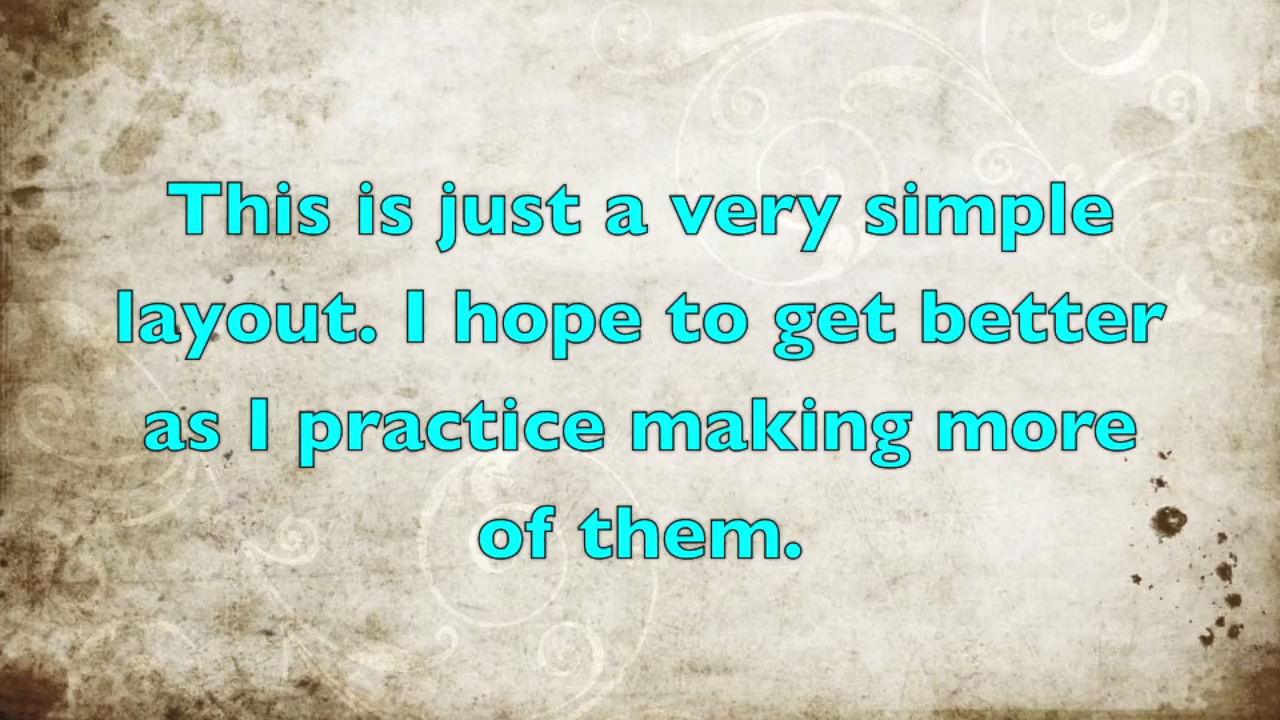 This is just a very simple
layout. I hope to get better
as I practice making more
of them.